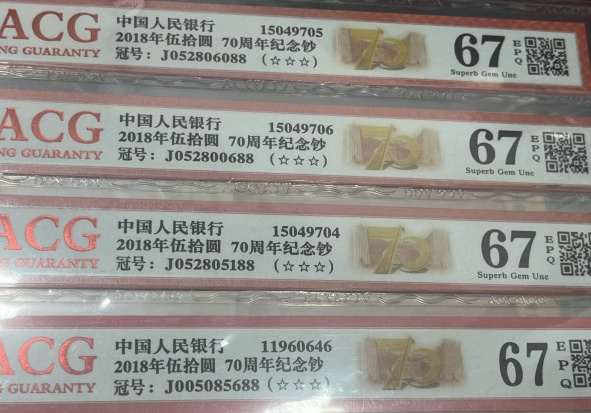 ACG
NG GUARANTY
中国人民银行 15049705
2018年伍拾圆 70周年纪念钞
冠号：J052806088 (☆☆☆)
70
67
EPQ
Superb Gem Unc
ACG
NG GUARANTY
中国人民银行 15049706
2018年伍拾圆 70周年纪念钞
冠号：J052800688 (☆☆☆)
70
67
EPQ
Superb Gem Unc
ACG
NG GUARANTY
中国人民银行 15049704
2018年伍拾圆 70周年纪念钞
冠号：J052805188 (☆☆☆)
70
67
EPQ
Superb Gem Unc
ACG
NG GUARANTY
中国人民银行 11960646
2018年伍拾圆 70周年纪念钞
冠号：J005085688 (☆☆☆)
70
67
EPQ